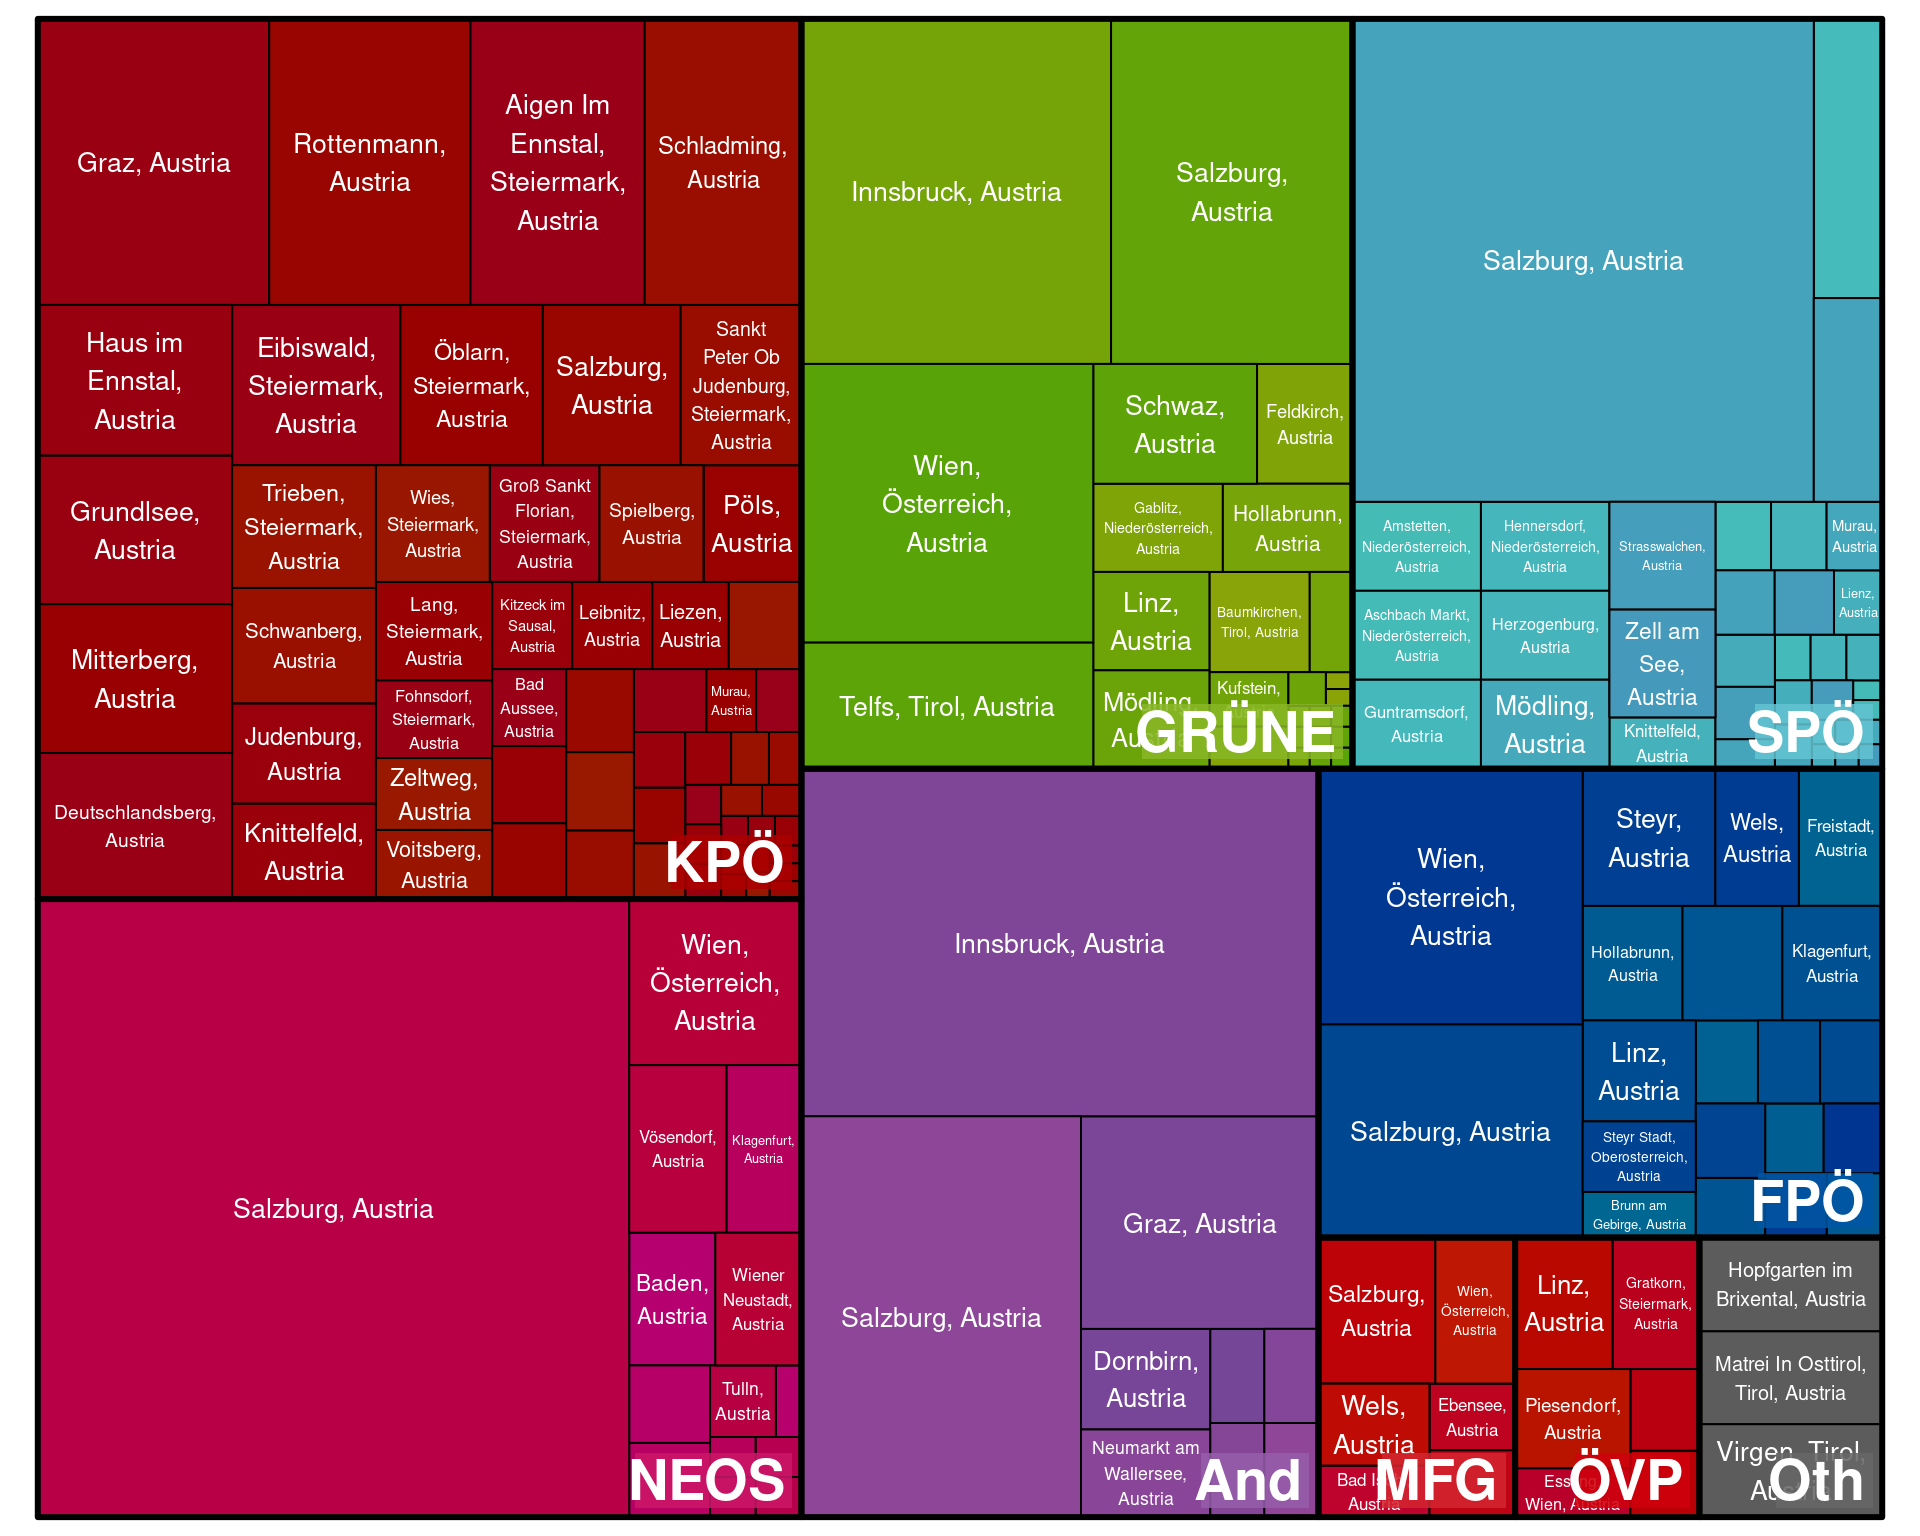 Graz, Austria
Rottenmann,
Austria
Aigen Im
Ennstal,
Steiermark,
Austria
Schladming,
Austria
Haus im
Ennstal,
Austria
Eibiswald,
Steiermark,
Austria
Öblarn,
Steiermark,
Austria
Salzburg,
Austria
Sankt
Peter Ob
Judenburg,
Steiermark,
Austria
Grundlsee,
Austria
Trieben,
Steiermark,
Austria
Wies,
Steiermark,
Austria
Groß Sankt
Florian,
Steiermark,
Austria
Spielberg,
Austria
Pöls,
Austria
Mitterberg,
Austria
Schwanberg,
Austria
Lang,
Steiermark,
Austria
Kitzeck im
Sausal,
Austria
Leibnitz,
Austria
Liezen,
Austria
Judenburg,
Austria
Fohnsdorf,
Steiermark,
Austria
Bad
Aussee,
Austria
Murau,
Austria
Deutschlandsberg,
Austria
Knittelfeld,
Austria
Zeltweg,
Austria
Voitsberg,
Austria
KPÖ
Innsbruck, Austria
Salzburg,
Austria
Wien,
Österreich,
Austria
Schwaz,
Austria
Feldkirch,
Austria
Gablitz,
Niederösterreich,
Austria
Hollabrunn,
Austria
Linz,
Austria
Baumkirchen,
Tirol, Austria
Telfs, Tirol, Austria
Mödling,
Austria
Kufstein,
GRÜNE
Salzburg, Austria
Amstetten,
Niederösterreich,
Austria
Hennersdorf,
Niederösterreich,
Austria
Strasswalchen,
Austria
Murau,
Austria
Aschbach Markt,
Niederösterreich,
Austria
Herzogenburg,
Austria
Zell am
See,
Austria
Lienz,
Austria
Guntramsdorf,
Austria
Mödling,
Austria
Knittelfeld,
Austria
SPÖ
Salzburg, Austria
Wien,
Österreich,
Austria
Vösendorf,
Austria
Klagenfurt,
Austria
Baden,
Austria
Wiener
Neustadt,
Austria
Tulln,
Austria
NEOS
Innsbruck, Austria
Salzburg, Austria
Graz, Austria
Dornbirn,
Austria
Neumarkt am
Wallersee,
Austria
And
Wien,
Österreich,
Austria
Steyr,
Austria
Wels,
Austria
Freistadt,
Austria
Hollabrunn,
Austria
Klagenfurt,
Austria
Salzburg, Austria
Linz,
Austria
Steyr Stadt,
Oberosterreich,
Austria
Brunn am
Gebirge, Austria
FPÖ
Salzburg,
Austria
Wien,
Österreich,
Austria
Wels,
Austria
Ebensee,
Austria
Bad
Austria
MFG
Linz,
Austria
Gratkorn,
Steiermark,
Austria
Piesendorf,
Austria
Wien, Austria
ÖVP
Hopfgarten im
Brixental, Austria
Matrei In Osttirol,
Tirol, Austria
Virgen, Tirol,
Austria
Oth